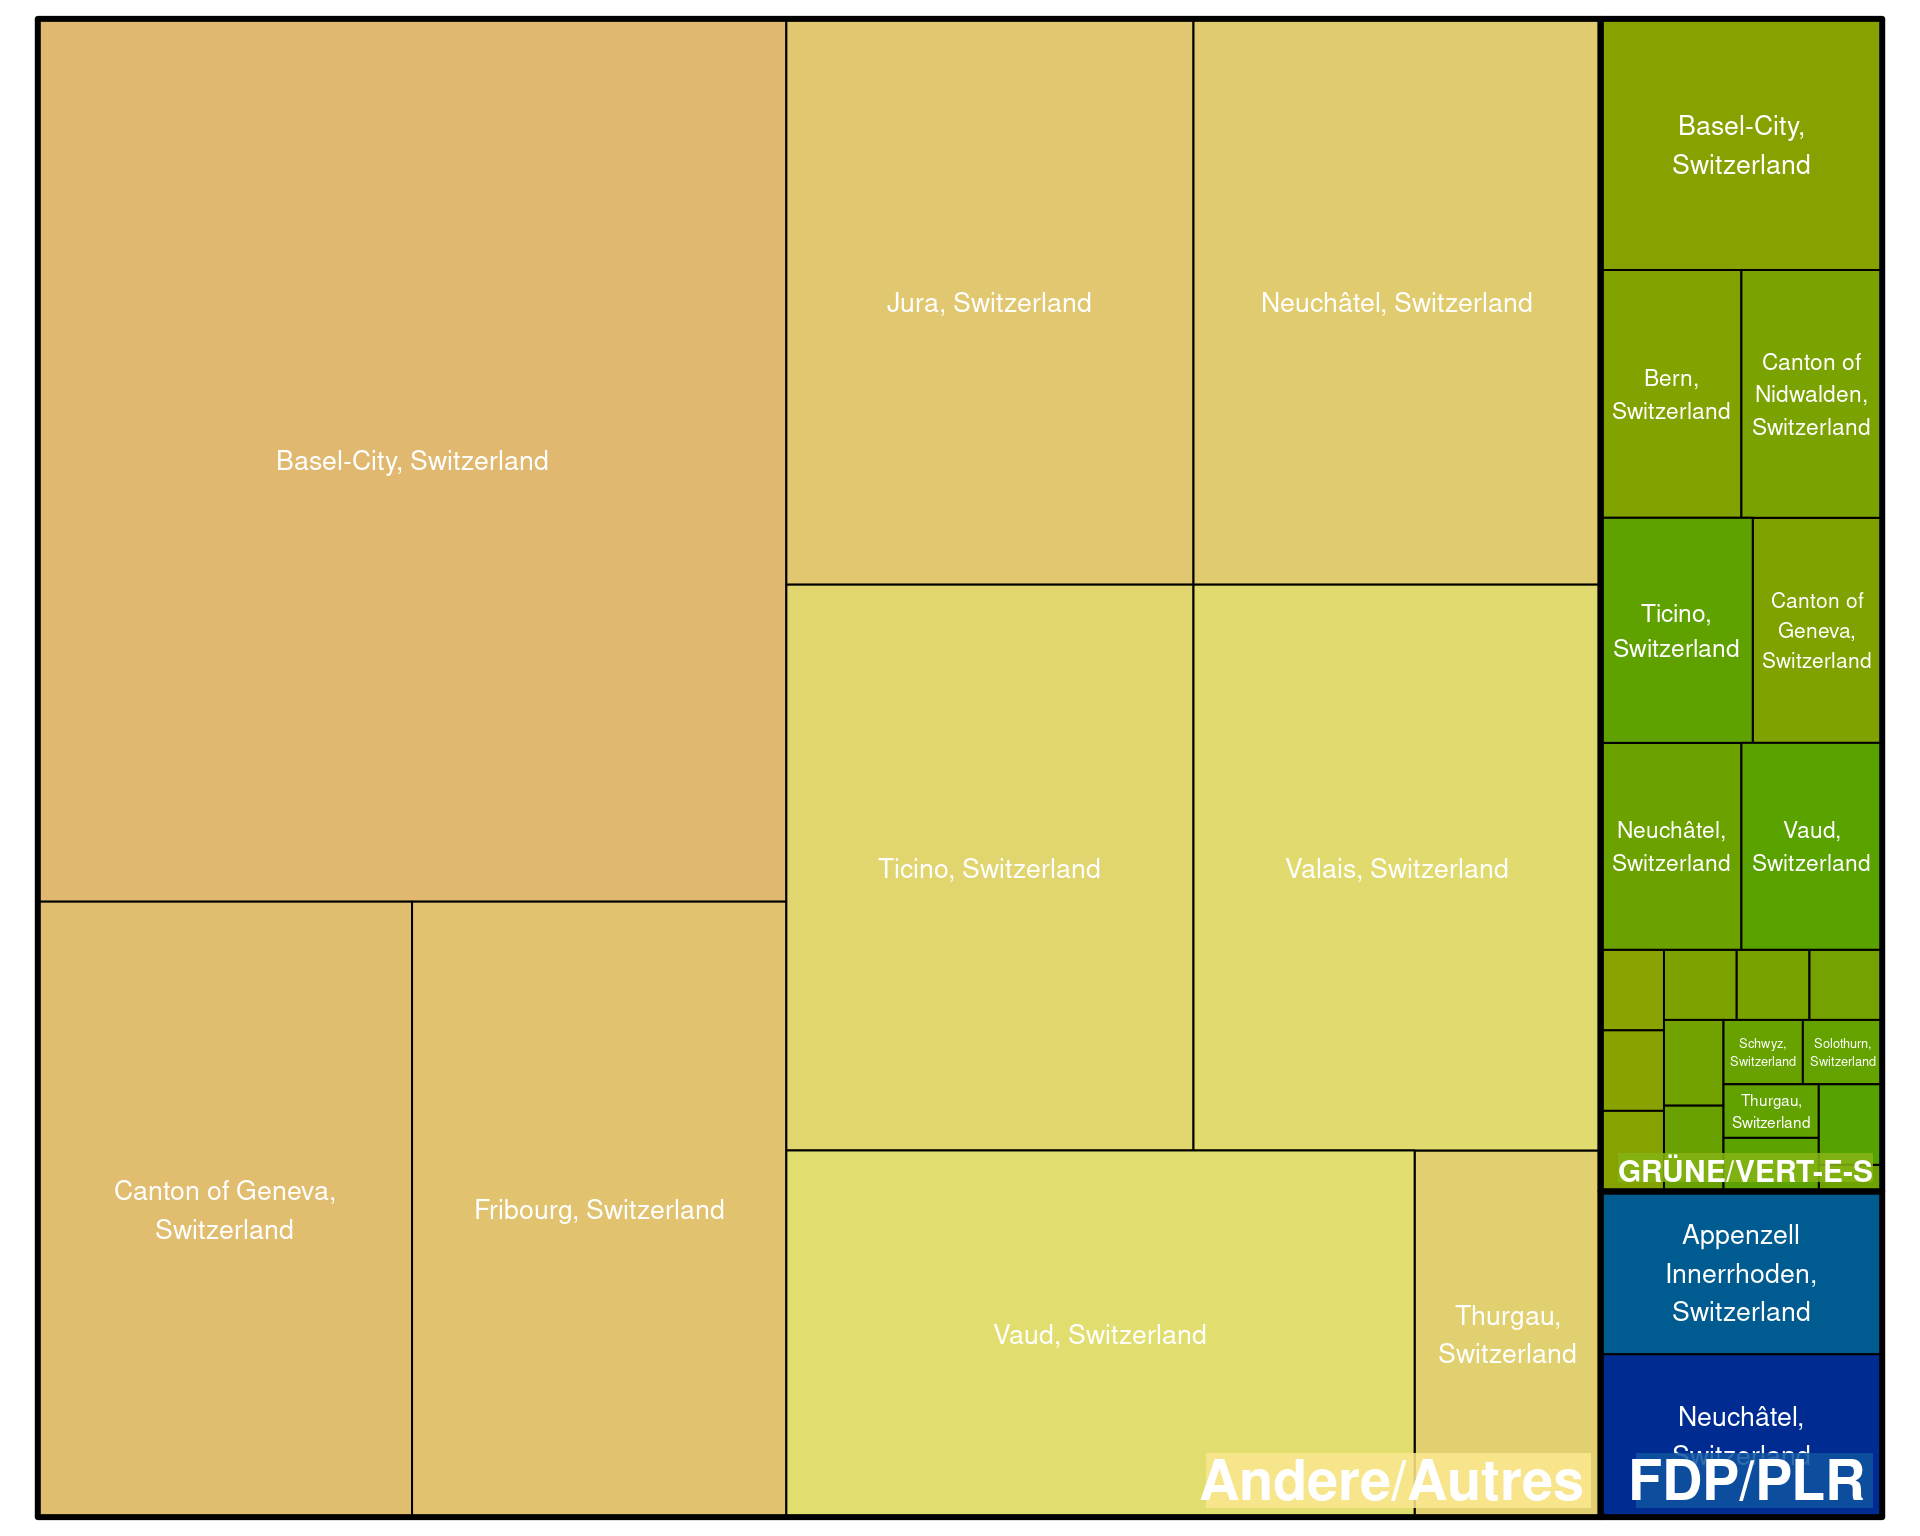 Basel-City, Switzerland
Canton of Geneva,
Switzerland
Fribourg, Switzerland
Jura, Switzerland
Neuchâtel, Switzerland
Ticino, Switzerland
Valais, Switzerland
Vaud, Switzerland
Thurgau,
Switzerland
Andere/Autres
Basel-City,
Switzerland
Bern,
Switzerland
Canton of
Nidwalden,
Switzerland
Ticino,
Switzerland
Canton of
Geneva,
Switzerland
Neuchâtel,
Switzerland
Vaud,
Switzerland
Schwyz,
Switzerland
Solothurn,
Switzerland
Thurgau,
Switzerland
GRÜNE/VERT-E-S
Appenzell
Innerrhoden,
Switzerland
Neuchâtel,
Switzerland
FDP/PLR